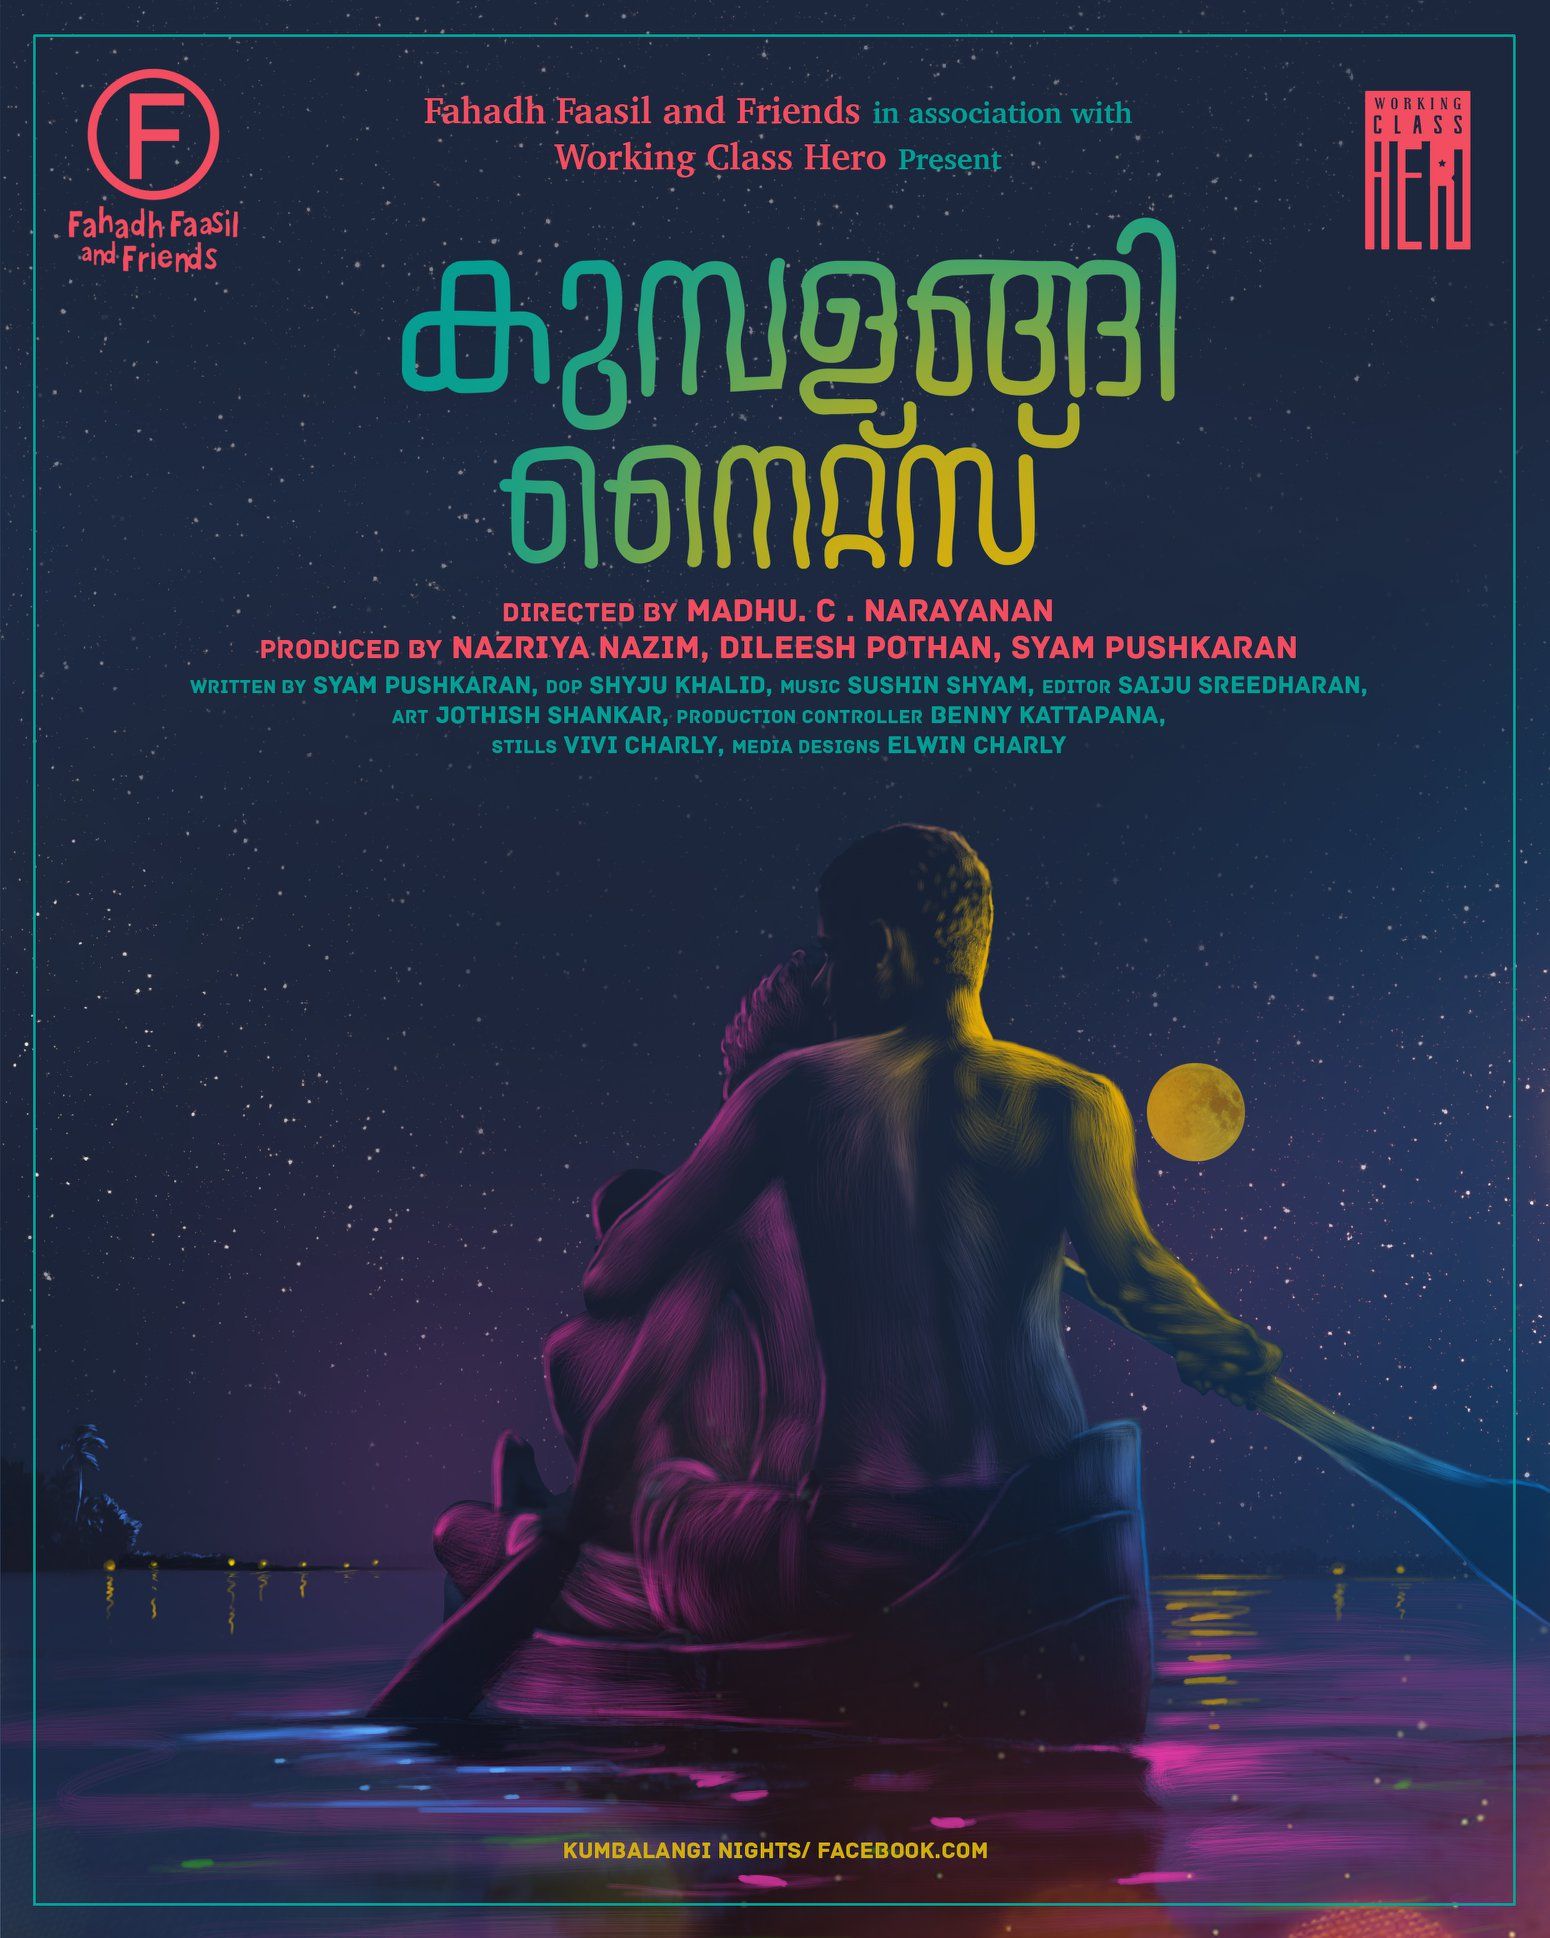 F
Fahadh Faasil
and Friends
Fahadh Faasil and Friends in association with
Working Class Hero Present
WORKING
CLASS
HERO
കുമ്പളങ്ങി
നൈറ്റ്സ്
DIRECTED BY MADHU. C . NARAYANAN
PRODUCED BY NAZRIYA NAZIM, DILEESH POTHAN, SYAM PUSHKARAN
WRITTEN BY SYAM PUSHKARAN, DOP SHYJU KHALID, MUSIC SUSHIN SHYAM, EDITOR SAIJU SREEDHARAN,
ART JOTHISH SHANKAR, PRODUCTION CONTROLLER BENNY KATTAPANA,
STILLS VIVI CHARLY, MEDIA DESIGNS ELWIN CHARLY
KUMBALANGI NIGHTS/ FACEBOOK.COM